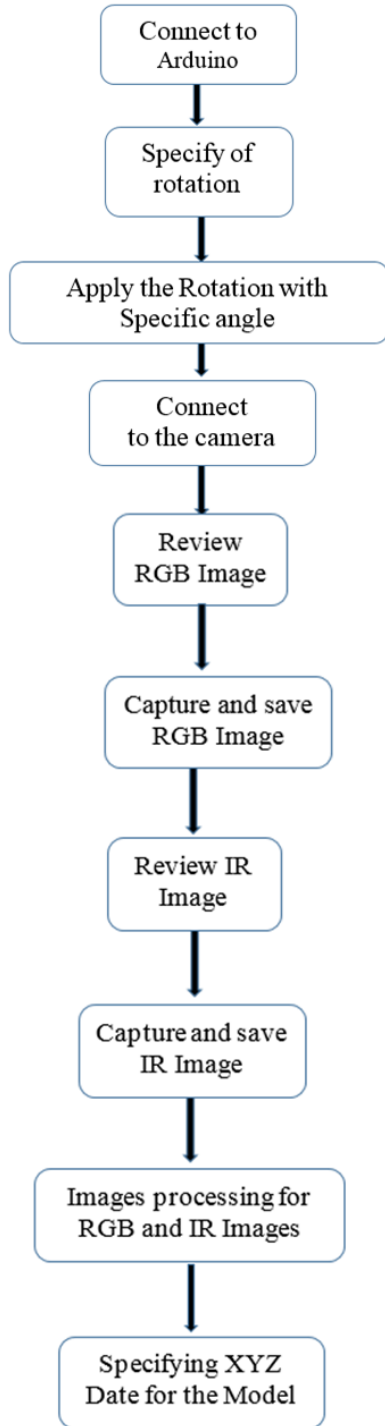 Connect to
Arduino
Specify of
rotation
Apply the Rotation with
Specific angle
Connect
to the camera
Review
RGB Image
Capture and save
RGB Image
Review IR
Image
Capture and save
IR Image
Images processing for
RGB and IR Images
Specifying XYZ
Date for the Model